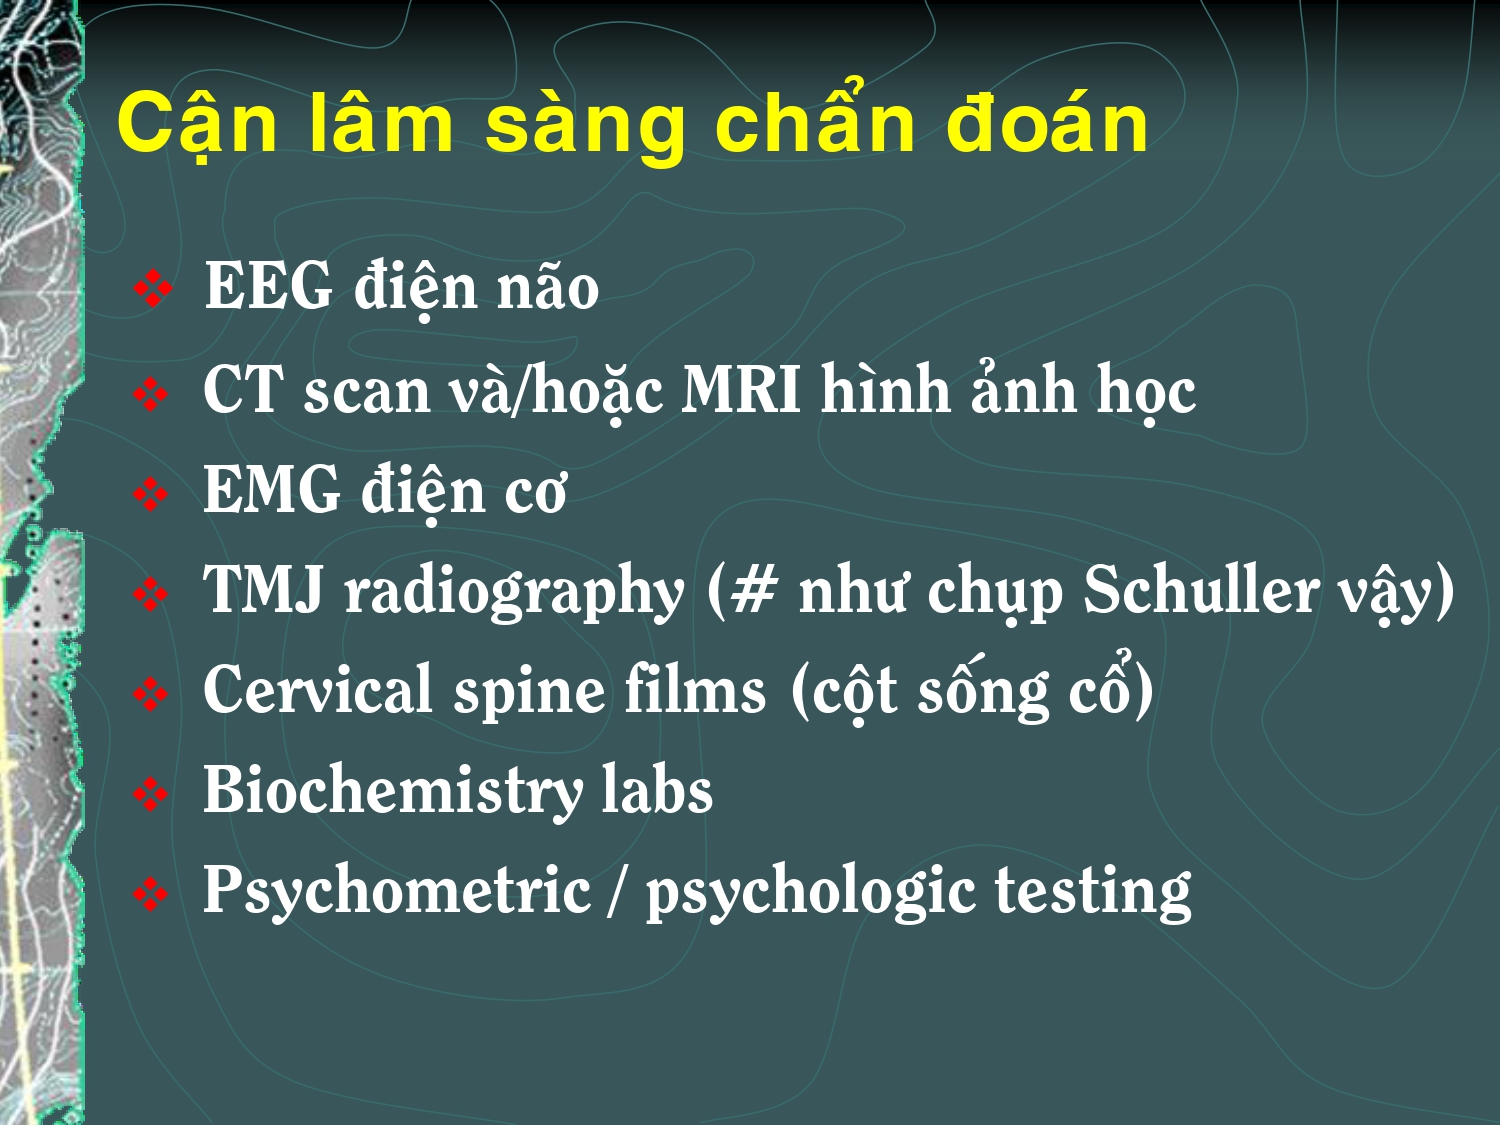 Cận lâm sàng chẩn đoán
❖ EEG điện não
❖ CT scan và/hoặc MRI hình ảnh học
❖ EMG điện cơ
❖ TMJ radiography (# như chụp Schuller vậy)
❖ Cervical spine films (cột sống cổ)
❖ Biochemistry labs
❖ Psychometric / psychologic testing